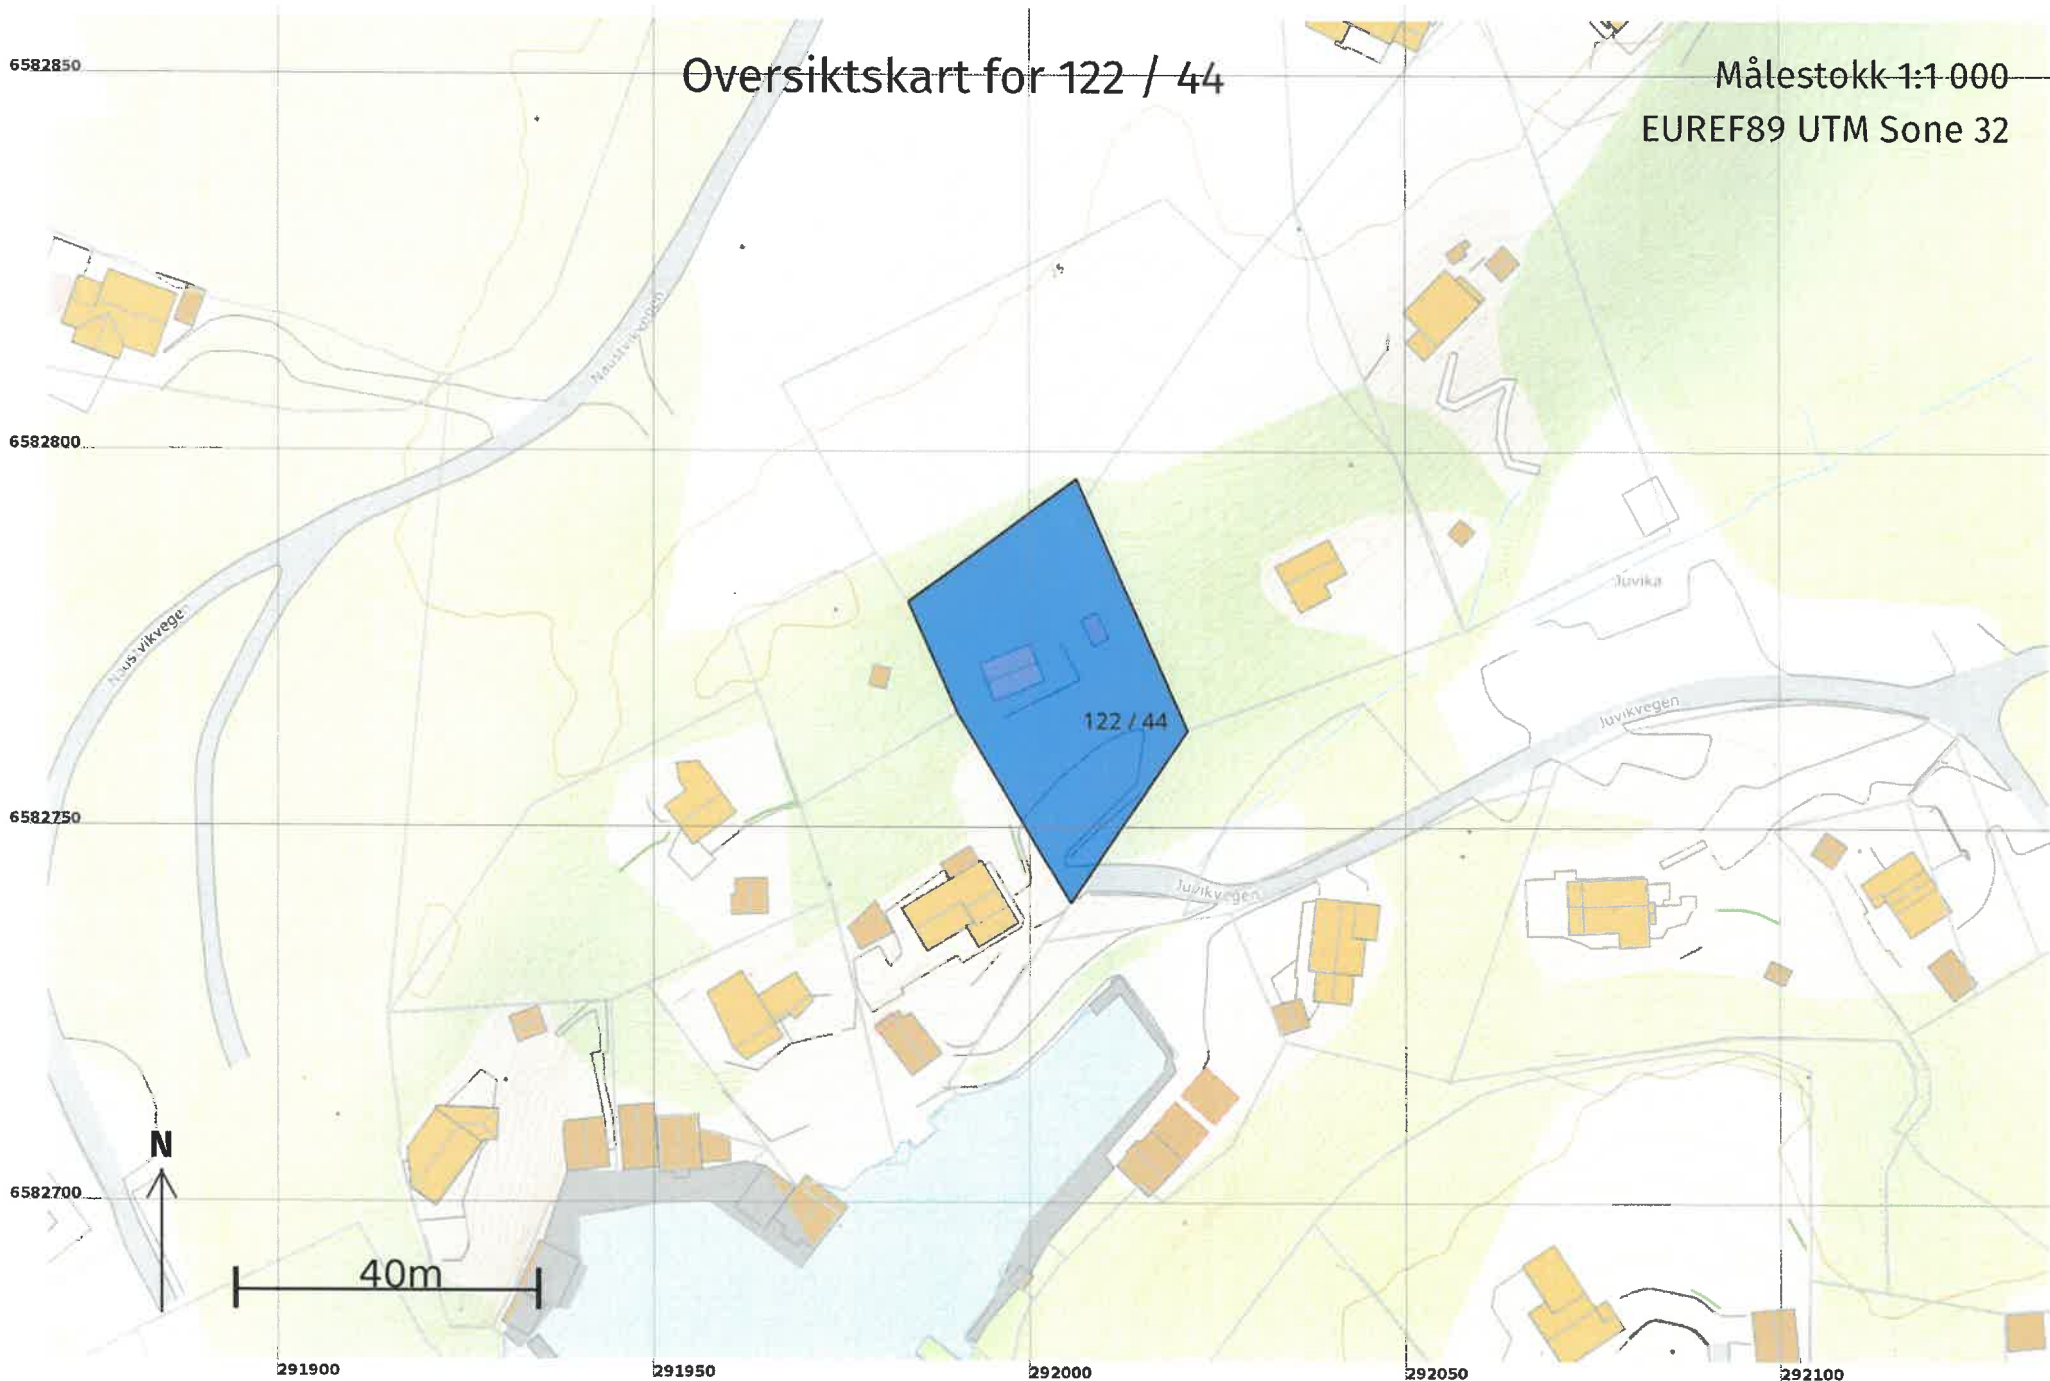 Oversiktskart for 122 / 44
Målestokk 1:1 000
EUREF89 UTM Sone 32
6582850
6582800
6582750
6582700
Naustvikvegen
Naustvikvegen
Juvika
Juvikvegen
122 / 44
Juvikvegen
N
40m
291900
291950
292000
292050
292100